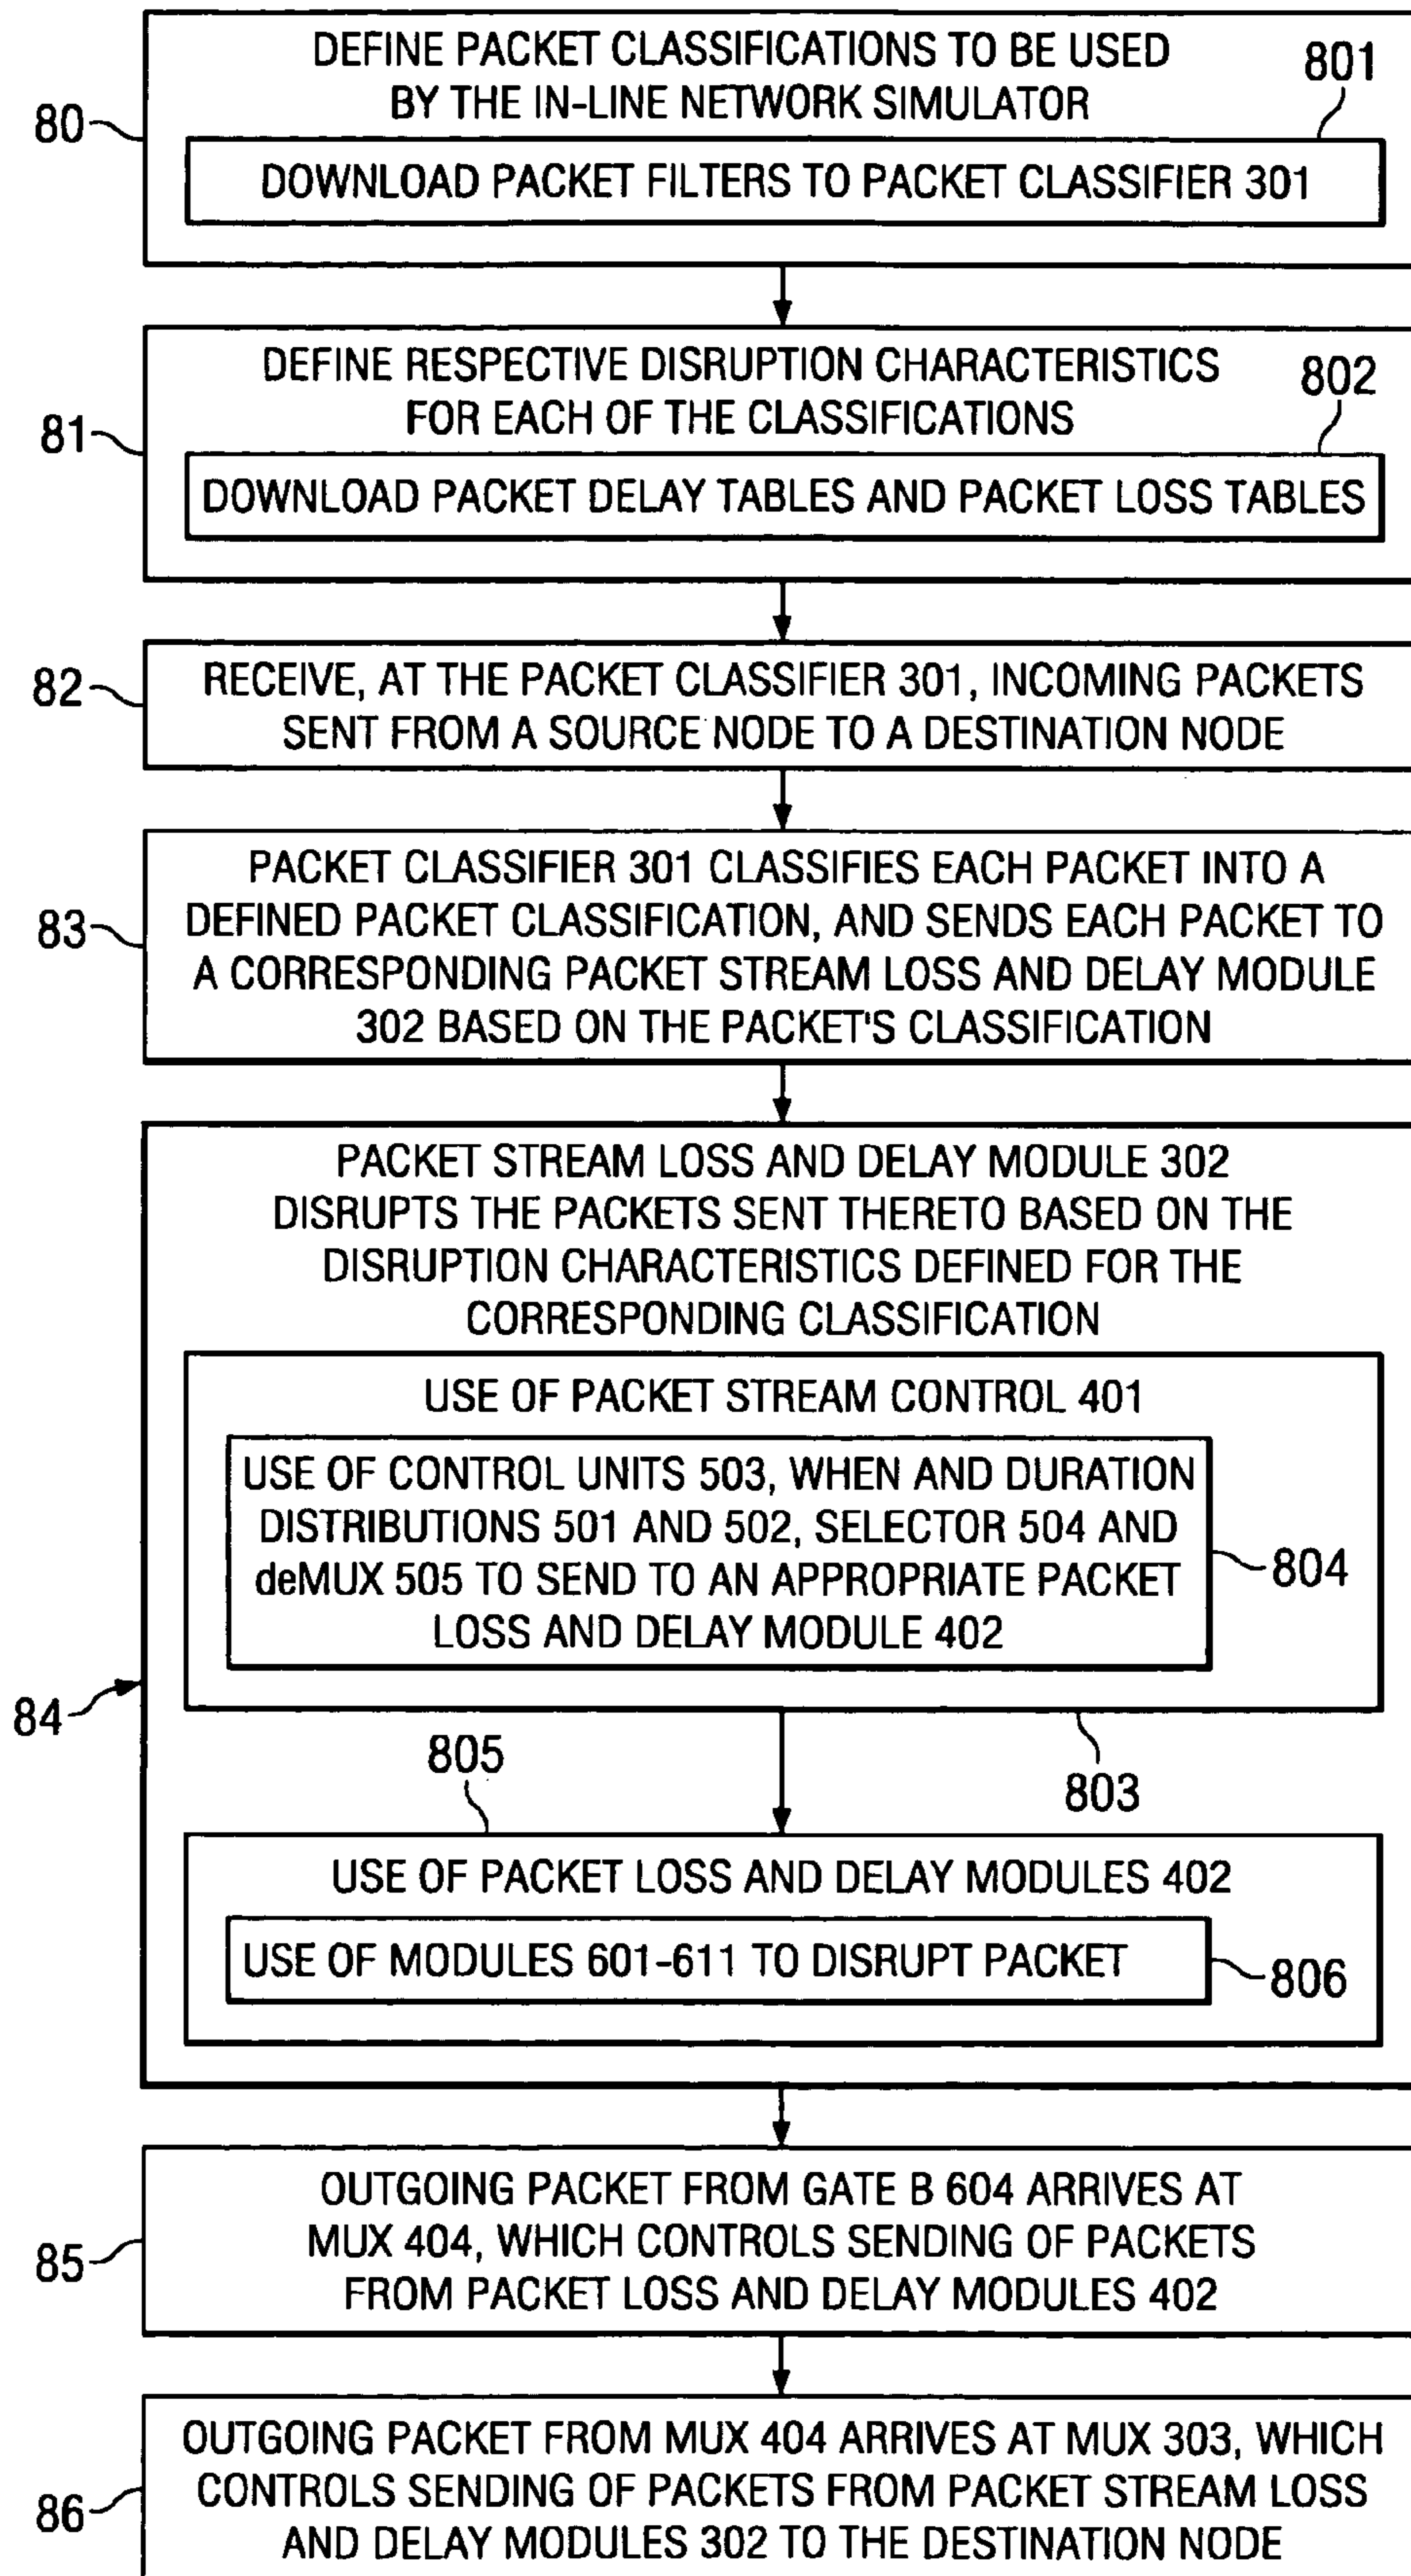 DEFINE PACKET CLASSIFICATIONS TO BE USED
BY THE IN-LINE NETWORK SIMULATOR
801
80
DOWNLOAD PACKET FILTERS TO PACKET CLASSIFIER 301
DEFINE RESPECTIVE DISRUPTION CHARACTERISTICS
FOR EACH OF THE CLASSIFICATIONS
802
81
DOWNLOAD PACKET DELAY TABLES AND PACKET LOSS TABLES
82
RECEIVE, AT THE PACKET CLASSIFIER 301, INCOMING PACKETS
SENT FROM A SOURCE NODE TO A DESTINATION NODE
83
PACKET CLASSIFIER 301 CLASSIFIES EACH PACKET INTO A
DEFINED PACKET CLASSIFICATION, AND SENDS EACH PACKET TO
A CORRESPONDING PACKET STREAM LOSS AND DELAY MODULE
302 BASED ON THE PACKET'S CLASSIFICATION
PACKET STREAM LOSS AND DELAY MODULE 302
DISRUPTS THE PACKETS SENT THERETO BASED ON THE
DISRUPTION CHARACTERISTICS DEFINED FOR THE
CORRESPONDING CLASSIFICATION
USE OF PACKET STREAM CONTROL 401
USE OF CONTROL UNITS 503, WHEN AND DURATION
DISTRIBUTIONS 501 AND 502, SELECTOR 504 AND
deMUX 505 TO SEND TO AN APPROPRIATE PACKET
LOSS AND DELAY MODULE 402
804
84
805
803
USE OF PACKET LOSS AND DELAY MODULES 402
USE OF MODULES 601-611 TO DISRUPT PACKET
806
85
OUTGOING PACKET FROM GATE B 604 ARRIVES AT
MUX 404, WHICH CONTROLS SENDING OF PACKETS
FROM PACKET LOSS AND DELAY MODULES 402
86
OUTGOING PACKET FROM MUX 404 ARRIVES AT MUX 303, WHICH
CONTROLS SENDING OF PACKETS FROM PACKET STREAM LOSS
AND DELAY MODULES 302 TO THE DESTINATION NODE